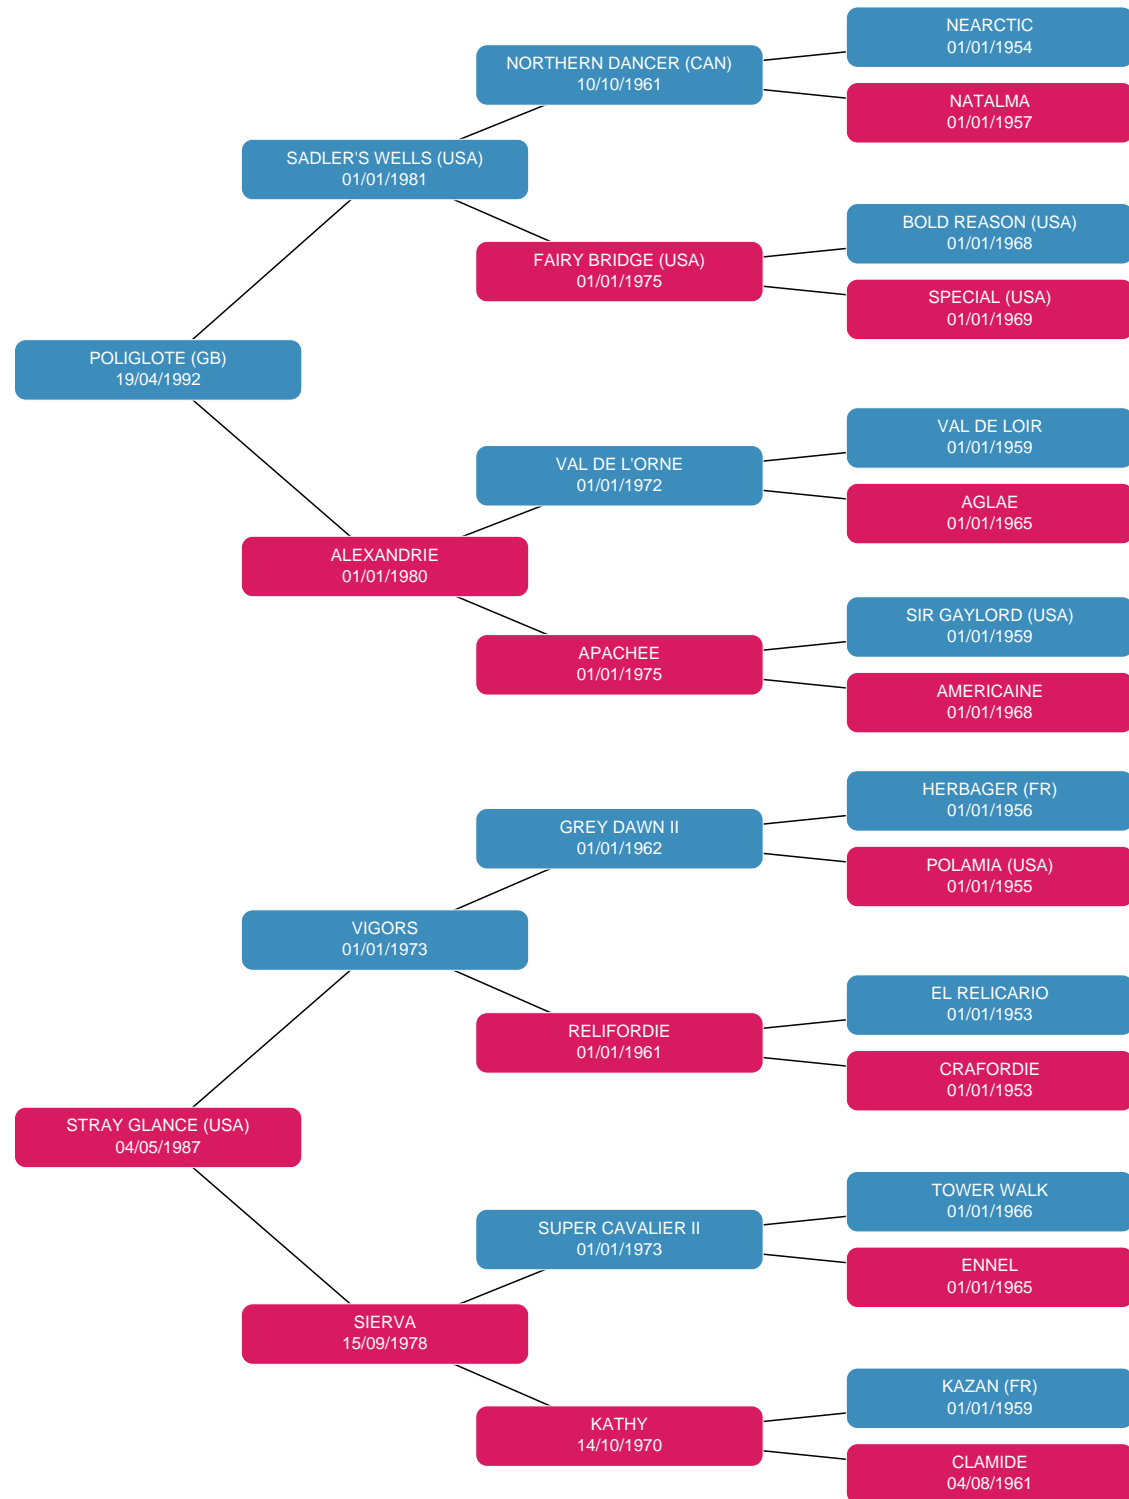 NEARCTIC
01/01/1954
NORTHERN DANCER (CAN)
10/10/1961
NATALMA
01/01/1957
SADLER'S WELLS (USA)
01/01/1981
BOLD REASON (USA)
01/01/1968
FAIRY BRIDGE (USA)
01/01/1975
SPECIAL (USA)
01/01/1969
POLIGLOTE (GB)
19/04/1992
VAL DE LOIR
01/01/1959
VAL DE L'ORNE
01/01/1972
AGLAE
01/01/1965
ALEXANDRIE
01/01/1980
SIR GAYLORD (USA)
01/01/1959
APACHEE
01/01/1975
AMERICAINE
01/01/1968
HERBAGER (FR)
01/01/1956
GREY DAWN II
01/01/1962
POLAMIA (USA)
01/01/1955
VIGORS
01/01/1973
EL RELICARIO
01/01/1953
RELIFORDIE
01/01/1961
CRAFORDIE
01/01/1953
STRAY GLANCE (USA)
04/05/1987
TOWER WALK
01/01/1966
SUPER CAVALIER II
01/01/1973
ENNEL
01/01/1965
SIERVA
15/09/1978
KAZAN (FR)
01/01/1959
KATHY
14/10/1970
CLAMIDE
04/08/1961